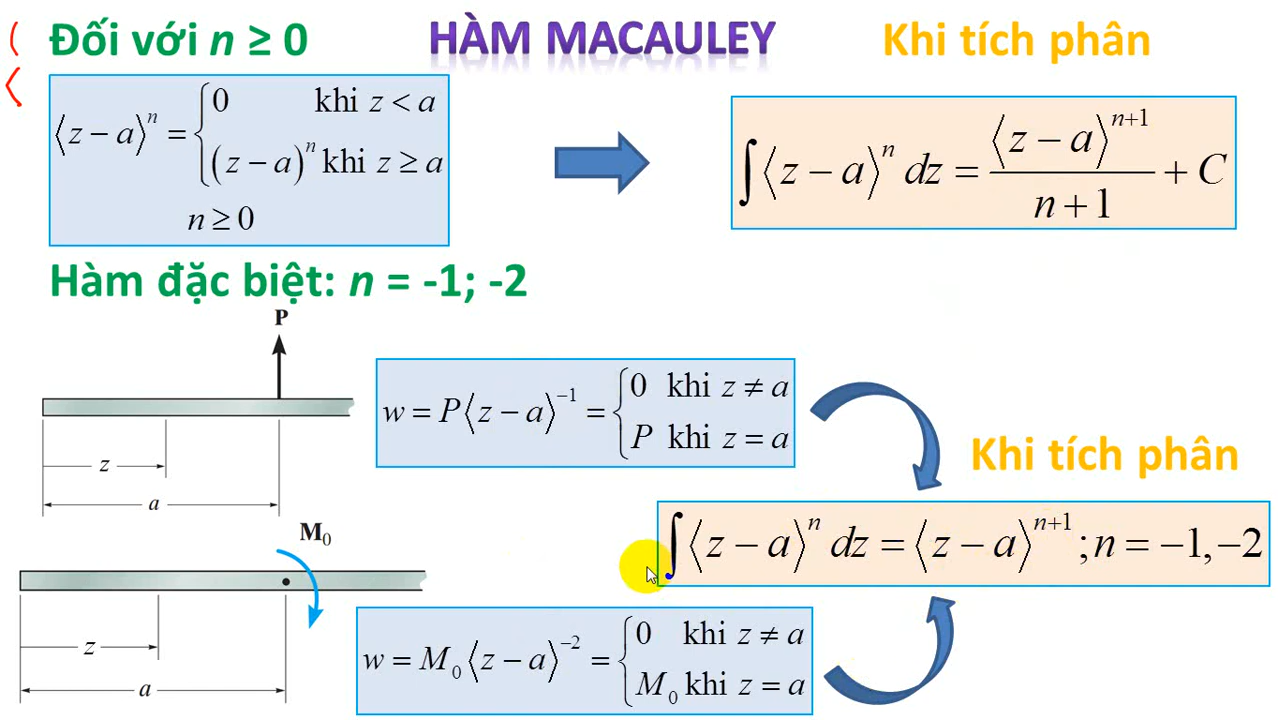 HÀM MACAULEY
Đối với n ≥ 0
⟨z − a⟩ⁿ = { 0 khi z < a
(z − a)ⁿ khi z ≥ a
n ≥ 0
Khi tích phân
∫⟨z − a⟩ⁿ dz = ⟨z − a⟩ⁿ⁺¹ / n + 1 + C
Hàm đặc biệt: n = -1; -2
P
z
a
w = P⟨z − a⟩⁻¹ = { 0 khi z ≠ a
P khi z = a
Khi tích phân
∫⟨z − a⟩ⁿ dz = ⟨z − a⟩ⁿ⁺¹ ; n = −1, −2
M₀
z
a
w = M₀⟨z − a⟩⁻² = { 0 khi z ≠ a
M₀ khi z = a